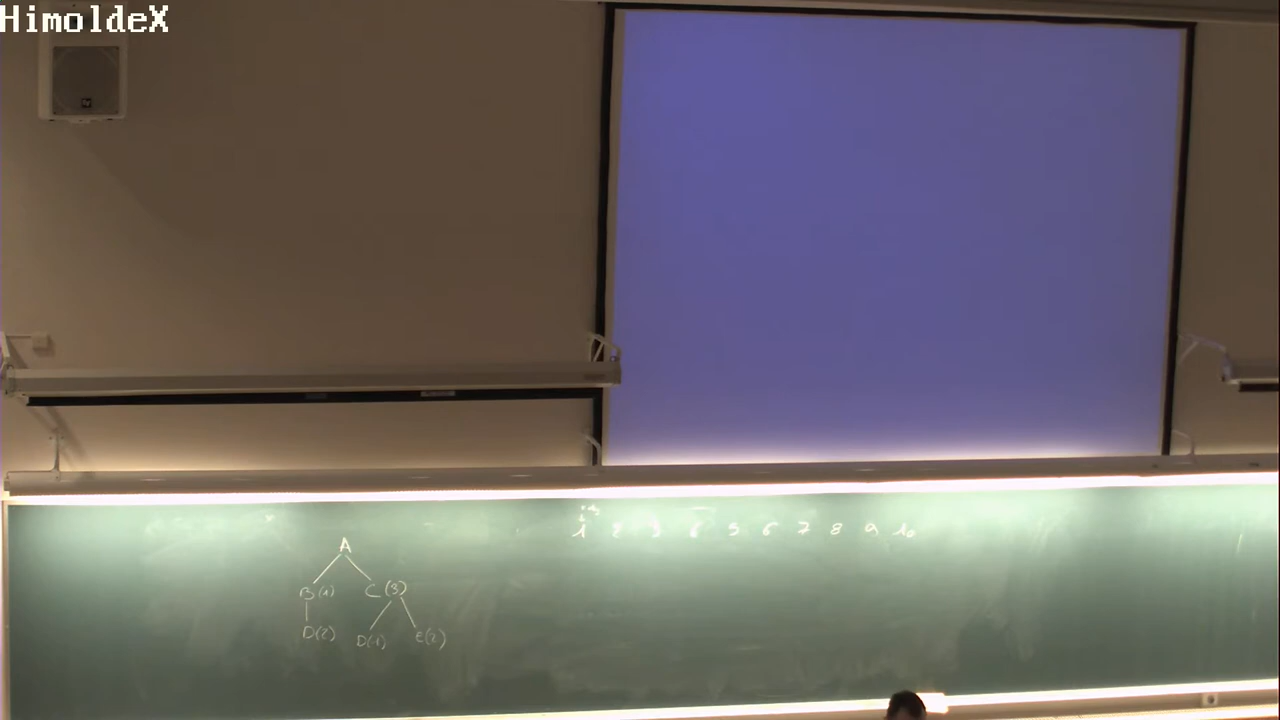 HimoldeX
1 2 3 4 5 6 7 8 9 10
A
B(1) C(3)
D(2) D(1) E(2)